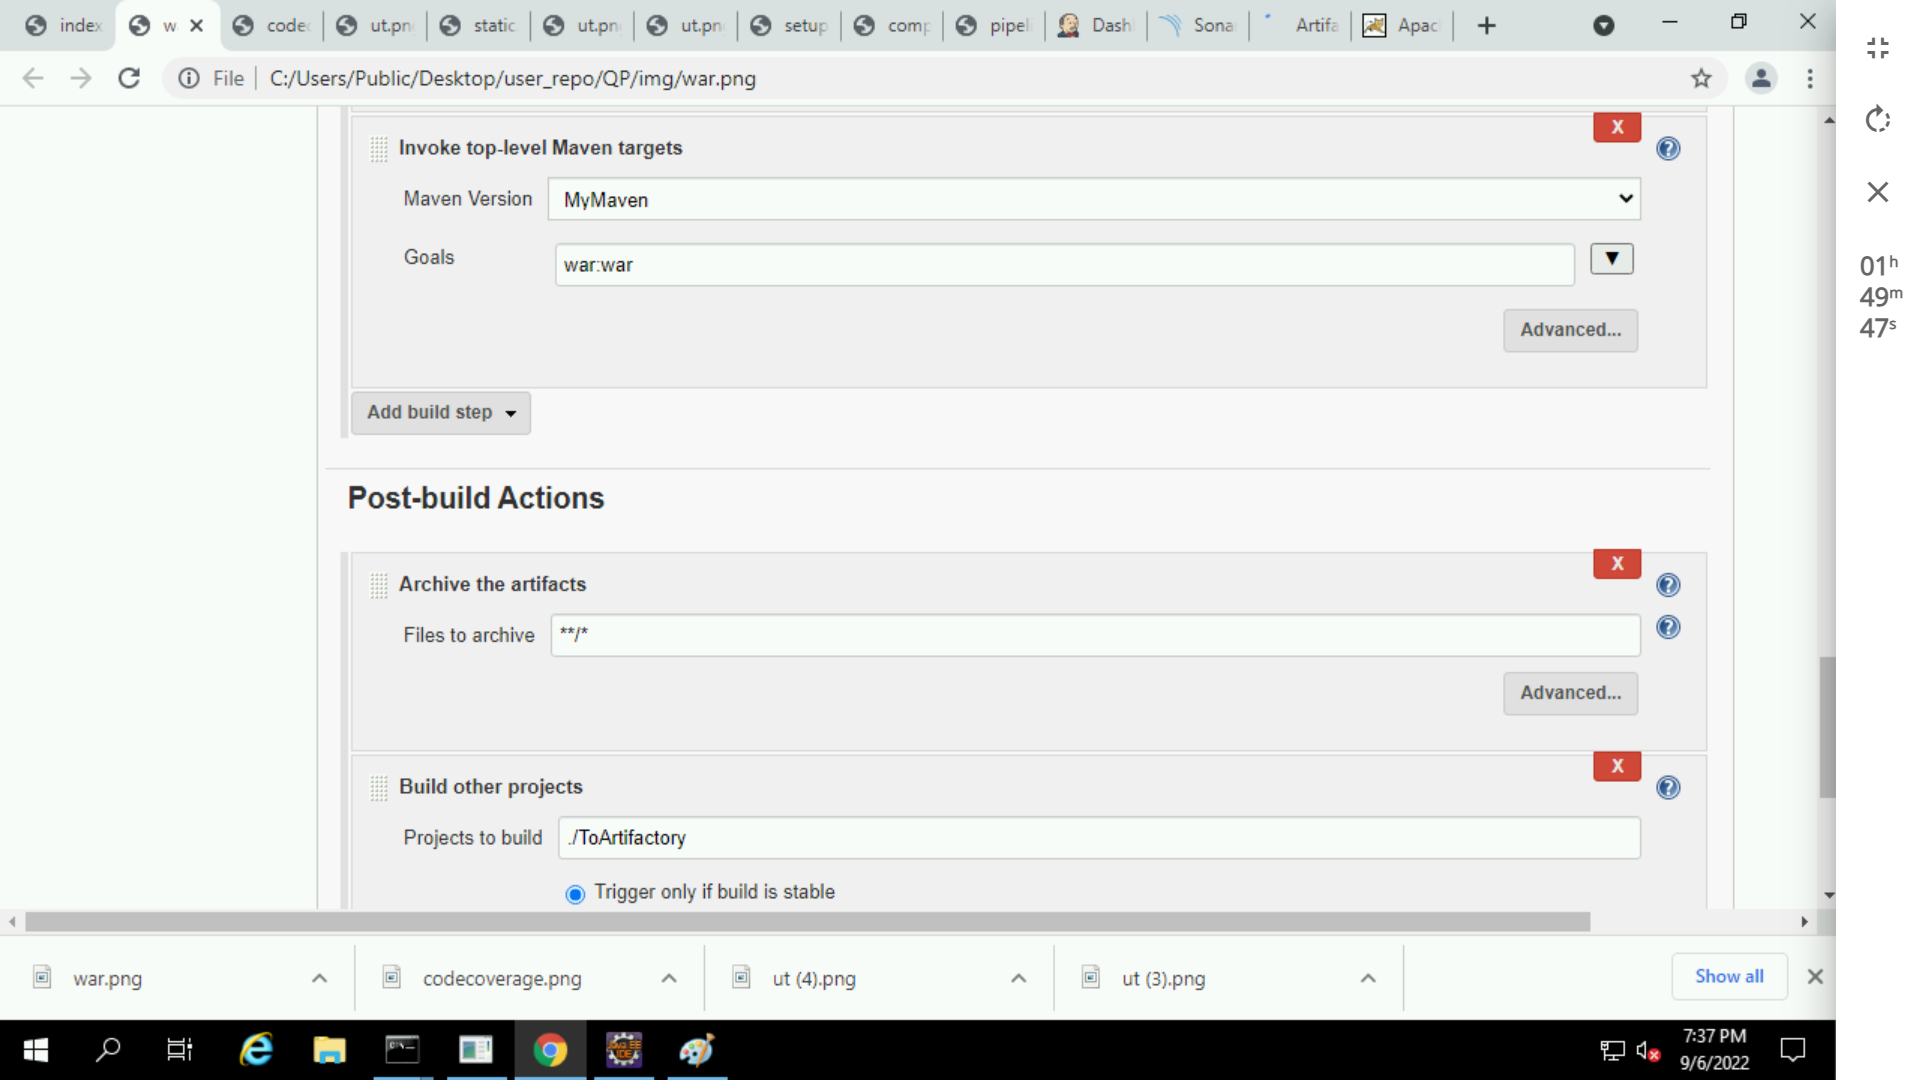 index
w
codec
ut.pn
static
ut.pn
ut.pn
setup
comp
pipel
Dash
Sona
Artifa
Apac
File
C:/Users/Public/Desktop/user_repo/QP/img/war.png
X
Invoke top-level Maven targets
Maven Version
MyMaven
Goals
war:war
Advanced...
Add build step
Post-build Actions
X
Archive the artifacts
Files to archive
**/*
Advanced...
X
Build other projects
Projects to build
./ToArtifactory
Trigger only if build is stable
war.png
codecoverage.png
ut (4).png
ut (3).png
Show all
7:37 PM
9/6/2022
01h
49m
47s